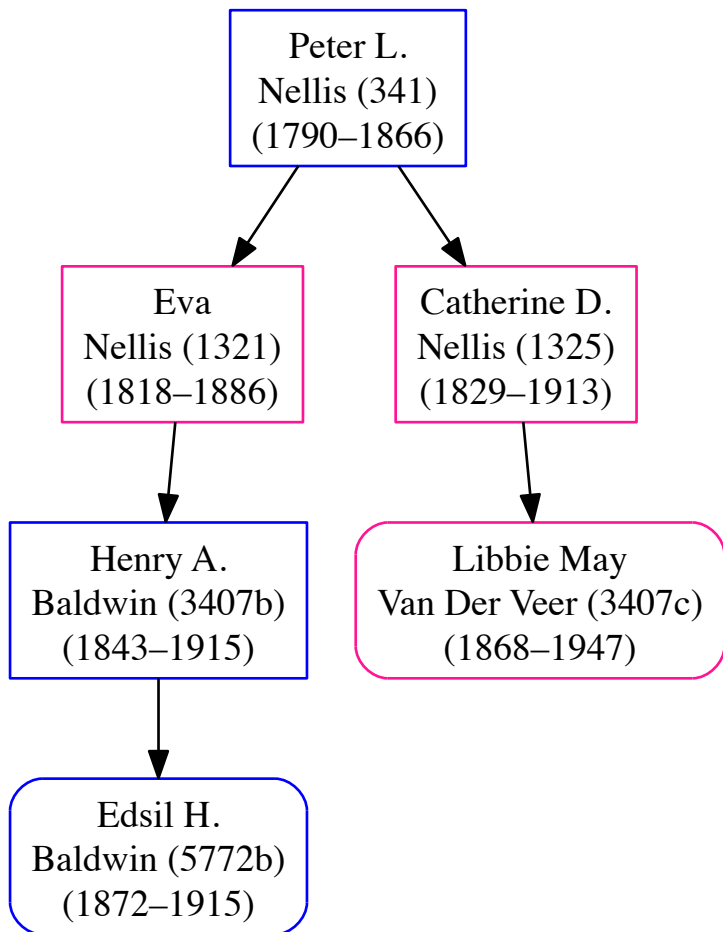 Peter L.
Nellis (341)
(1790–1866)
Eva
Nellis (1321)
(1818–1886)
Catherine D.
Nellis (1325)
(1829–1913)
Henry A.
Baldwin (3407b)
(1843–1915)
Libbie May
Van Der Veer (3407c)
(1868–1947)
Edsil H.
Baldwin (5772b)
(1872–1915)